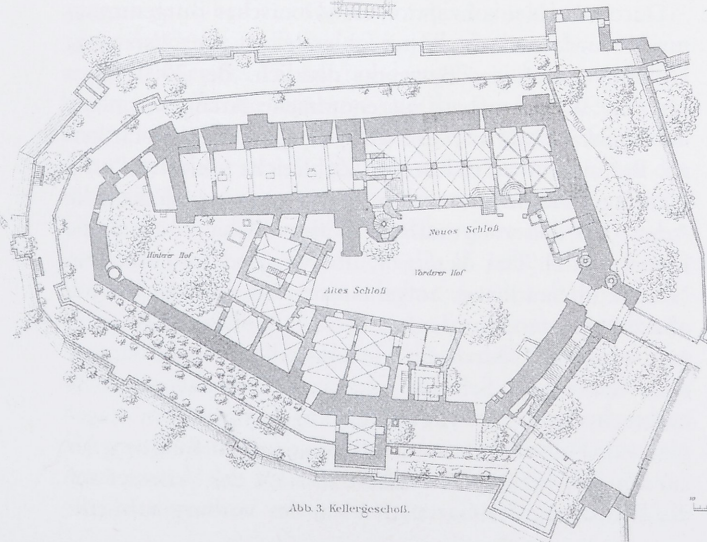 Neues Schloß
Hinterer Hof
Vorderer Hof
Altes Schloß
Abb. 3. Kellergeschoß.